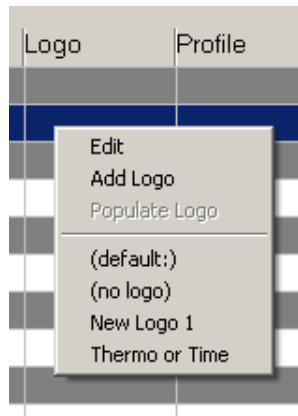 Logo Profile
Edit
Add Logo
Populate Logo
(default:)
(no logo)
New Logo 1
Thermo or Time